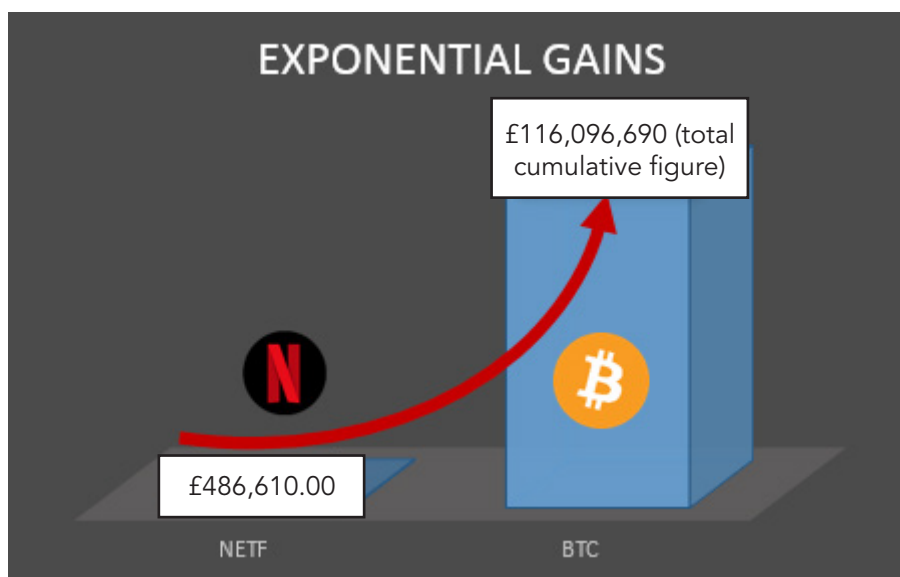 EXPONENTIAL GAINS
£116,096,690 (total
cumulative figure)
N
₿
£486,610.00
NETF
BTC